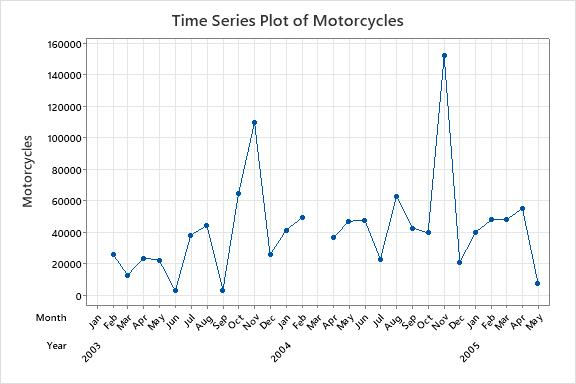 Time Series Plot of Motorcycles
160000
140000
120000
100000
80000
60000
40000
20000
0
Motorcycles
Month Jan Feb Mar Apr May Jun Jul Aug Sep Oct Nov Dec Jan Feb Mar Apr May Jun Jul Aug Sep Oct Nov Dec Jan Feb Mar Apr May
Year 2003 2004 2005